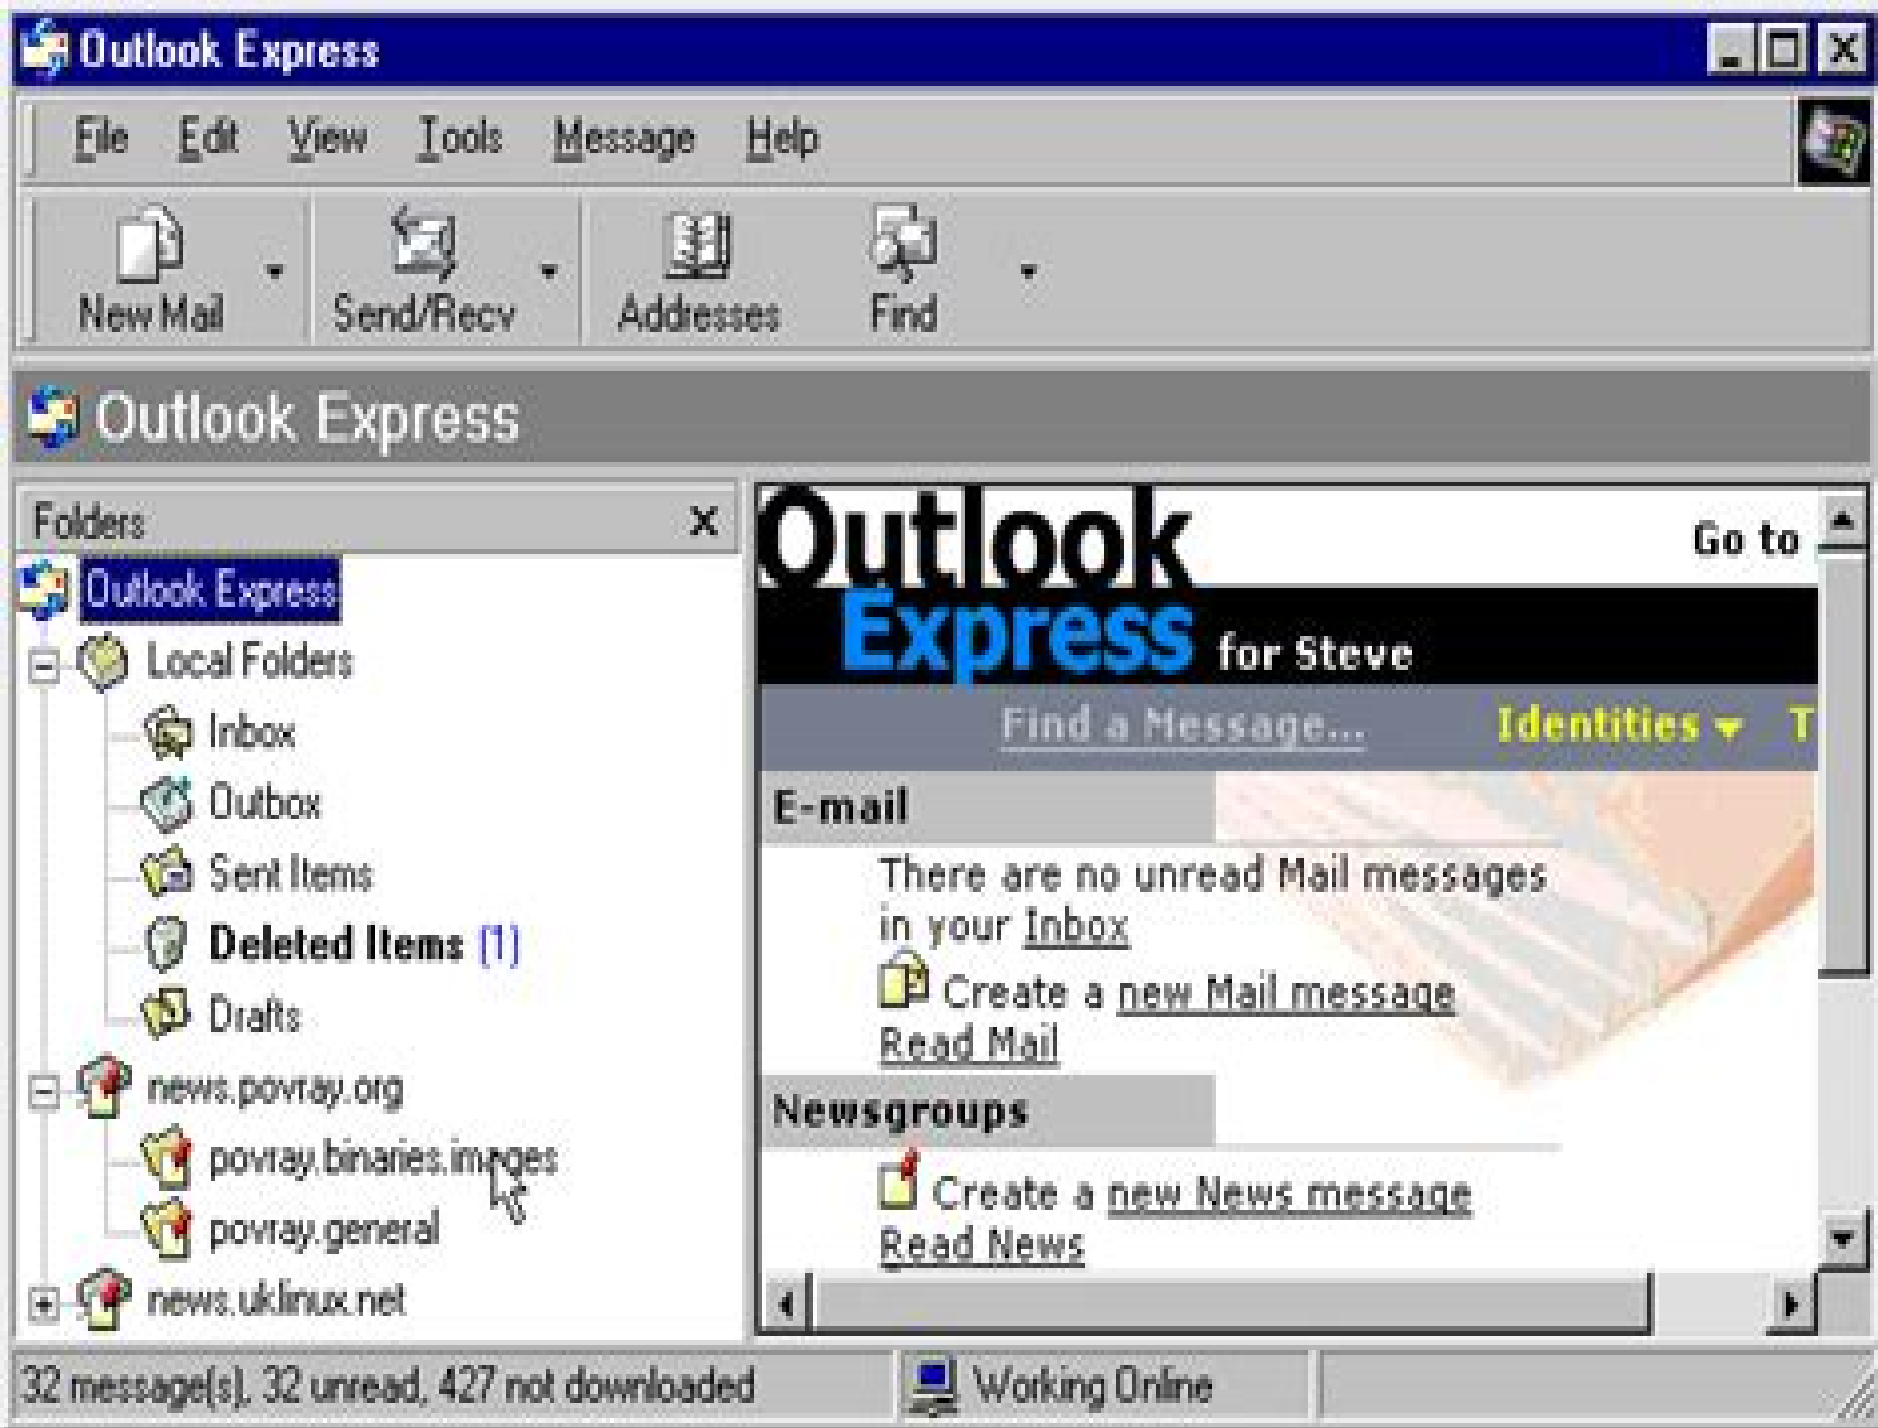 Outlook Express
File Edit View Tools Message Help
New Mail Send/Recv Addresses Find
Outlook Express
Folders X
Outlook Express
Local Folders
Inbox
Outbox
Sent Items
Deleted Items (1)
Drafts
news.povray.org
povray.binaries.images
povray.general
news.uklinux.net
Outlook Go to
Express for Steve
Find a Message... Identities T
E-mail
There are no unread Mail messages
in your Inbox
Create a new Mail message
Read Mail
Newsgroups
Create a new News message
Read News
32 message(s), 32 unread, 427 not downloaded Working Online